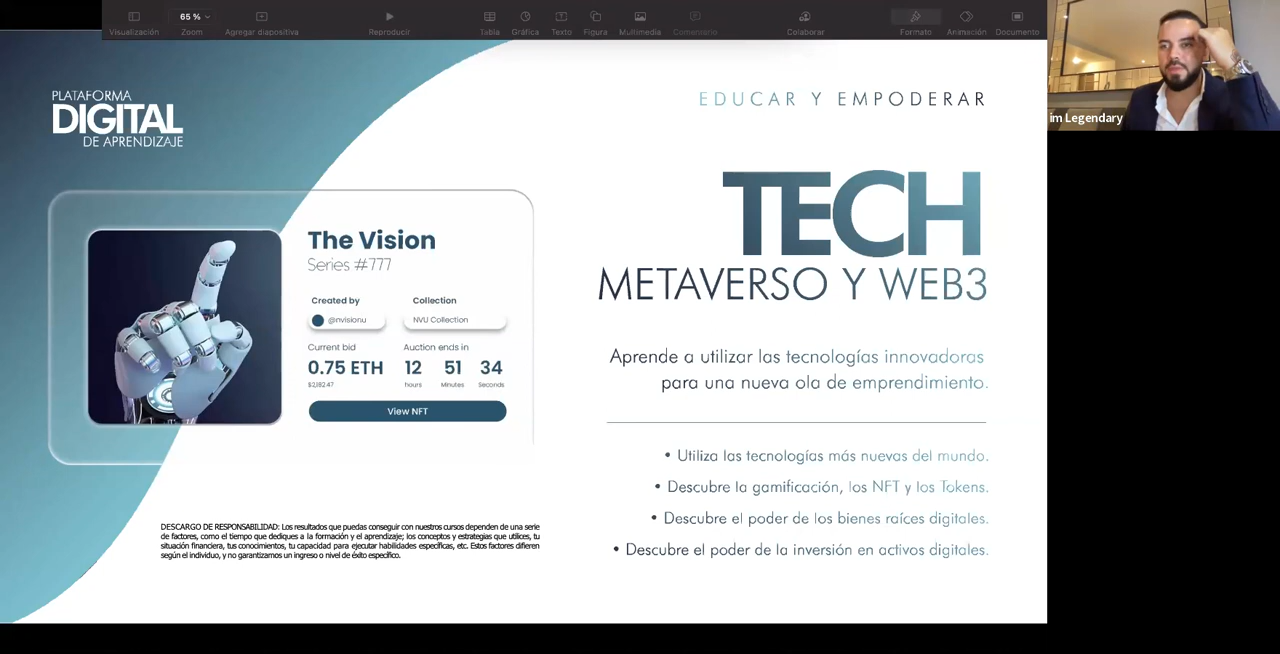 Visualización
65 %
Zoom
Agregar diapositiva
Reproducir
Tabla
Gráfica
Texto
Figura
Multimedia
Comentario
Colaborar
Formato
Animación
Documento
im Legendary
PLATAFORMA
DIGITAL
DE APRENDIZAJE
EDUCAR Y EMPODERAR
TECH
METAVERSO Y WEB3
The Vision
Series #777
Created by
Collection
@nvisionu
NVU Collection
Current bid
Auction ends in
0.75 ETH
12 51 34
$2,182.47
hours Minutes Seconds
View NFT
Aprende a utilizar las tecnologías innovadoras
para una nueva ola de emprendimiento.
• Utiliza las tecnologías más nuevas del mundo.
• Descubre la gamificación, los NFT y los Tokens.
• Descubre el poder de los bienes raíces digitales.
• Descubre el poder de la inversión en activos digitales.
DESCARGO DE RESPONSABILIDAD: Los resultados que puedas conseguir con nuestros cursos dependen de una serie
de factores, como el tiempo que dediques a la formación y el aprendizaje; los conceptos y estrategias que utilices, tu
situación financiera, tus conocimientos, tu capacidad para ejecutar habilidades específicas, etc. Estos factores difieren
según el individuo, y no garantizamos un ingreso o nivel de éxito específico.